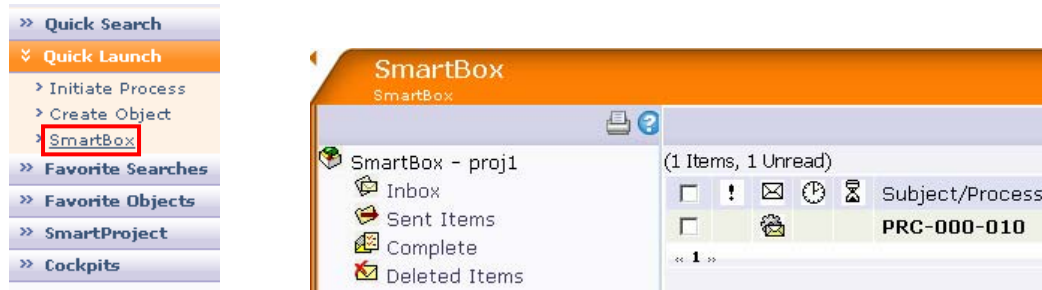 Quick Search
Quick Launch
Initiate Process
Create Object
SmartBox
Favorite Searches
Favorite Objects
SmartProject
Cockpits
SmartBox
SmartBox
SmartBox - proj1
Inbox
Sent Items
Complete
Deleted Items
(1 Items, 1 Unread)
! Subject/Process
PRC-000-010
« 1 »